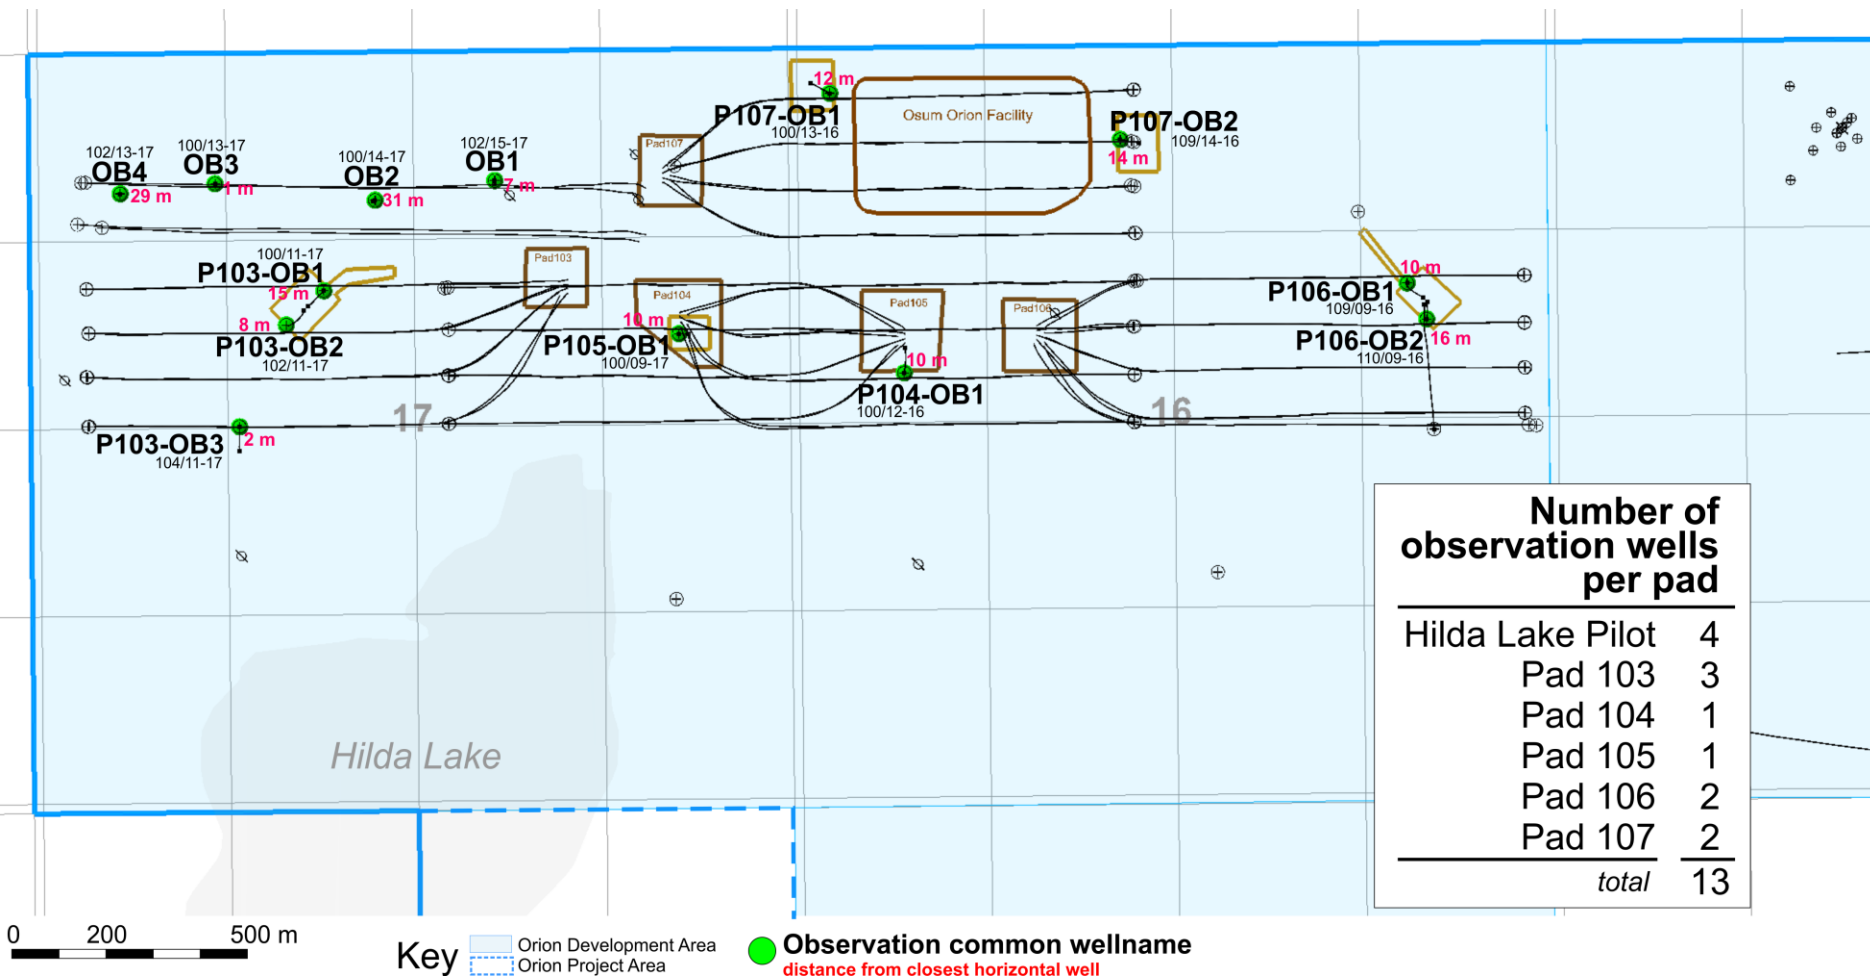 12 m
P107-OB1
100/13-16
Osum Orion Facility
P107-OB2
109/14-16
14 m
Pad107
102/13-17
OB4
29 m
100/13-17
OB3
1 m
100/14-17
OB2
31 m
102/15-17
OB1
7 m
100/11-17
P103-OB1
15 m
8 m
P103-OB2
102/11-17
Pad103
Pad104
10 m
P105-OB1
100/09-17
Pad105
10 m
P104-OB1
100/12-16
Pad106
10 m
P106-OB1
109/09-16
P106-OB2
110/09-16
16 m
17
16
P103-OB3
104/11-17
2 m
Hilda Lake
Number of
observation wells
per pad
Hilda Lake Pilot 4
Pad 103 3
Pad 104 1
Pad 105 1
Pad 106 2
Pad 107 2
total 13
0 200 500 m
Key
Orion Development Area
Orion Project Area
Observation common wellname
distance from closest horizontal well